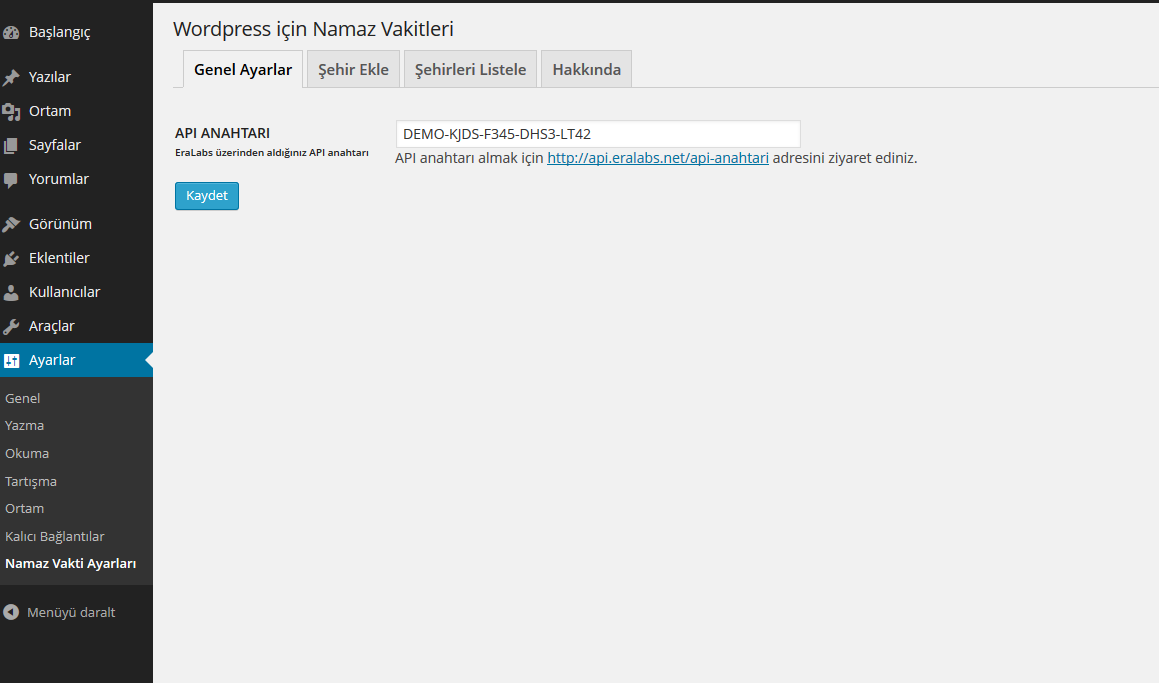 Başlangıç
Yazılar
Ortam
Sayfalar
Yorumlar
Görünüm
Eklentiler
Kullanıcılar
Araçlar
Ayarlar
Genel
Yazma
Okuma
Tartışma
Ortam
Kalıcı Bağlantılar
Namaz Vakti Ayarları
Menüyü daralt
Wordpress için Namaz Vakitleri
Genel Ayarlar Şehir Ekle Şehirleri Listele Hakkında
API ANAHTARI DEMO-KJDS-F345-DHS3-LT42
EraLabs üzerinden aldığınız API anahtarı
API anahtarı almak için http://api.eralabs.net/api-anahtari adresini ziyaret ediniz.
Kaydet